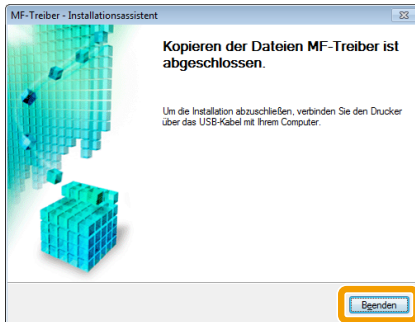 MF-Treiber - Installationsassistent
Kopieren der Dateien MF-Treiber ist
abgeschlossen.
Um die Installation abzuschließen, verbinden Sie den Drucker
über das USB-Kabel mit Ihrem Computer.
Beenden